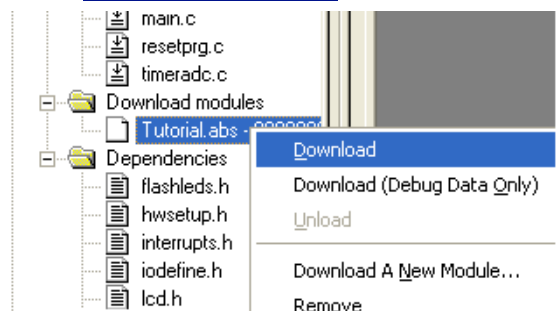 main.c
resetprg.c
timeradc.c
Download modules
Tutorial.abs -
Download
Dependencies
Download (Debug Data Only)
flashleds.h
hwsetup.h
Unload
interrupts.h
iodefine.h
Download A New Module...
lcd.h
Remove